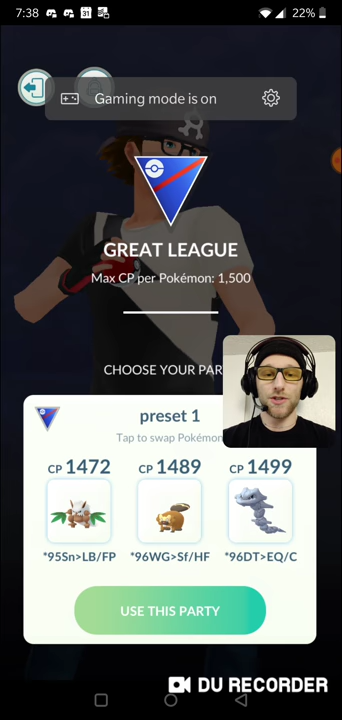 7:38
31
22%
Gaming mode is on
GREAT LEAGUE
Max CP per Pokémon: 1,500
CHOOSE YOUR PAR
preset 1
Tap to swap Pokémon
CP 1472 CP 1489 CP 1499
*95Sn>LB/FP *96WG>Sf/HF *96DT>EQ/C
USE THIS PARTY
DU RECORDER